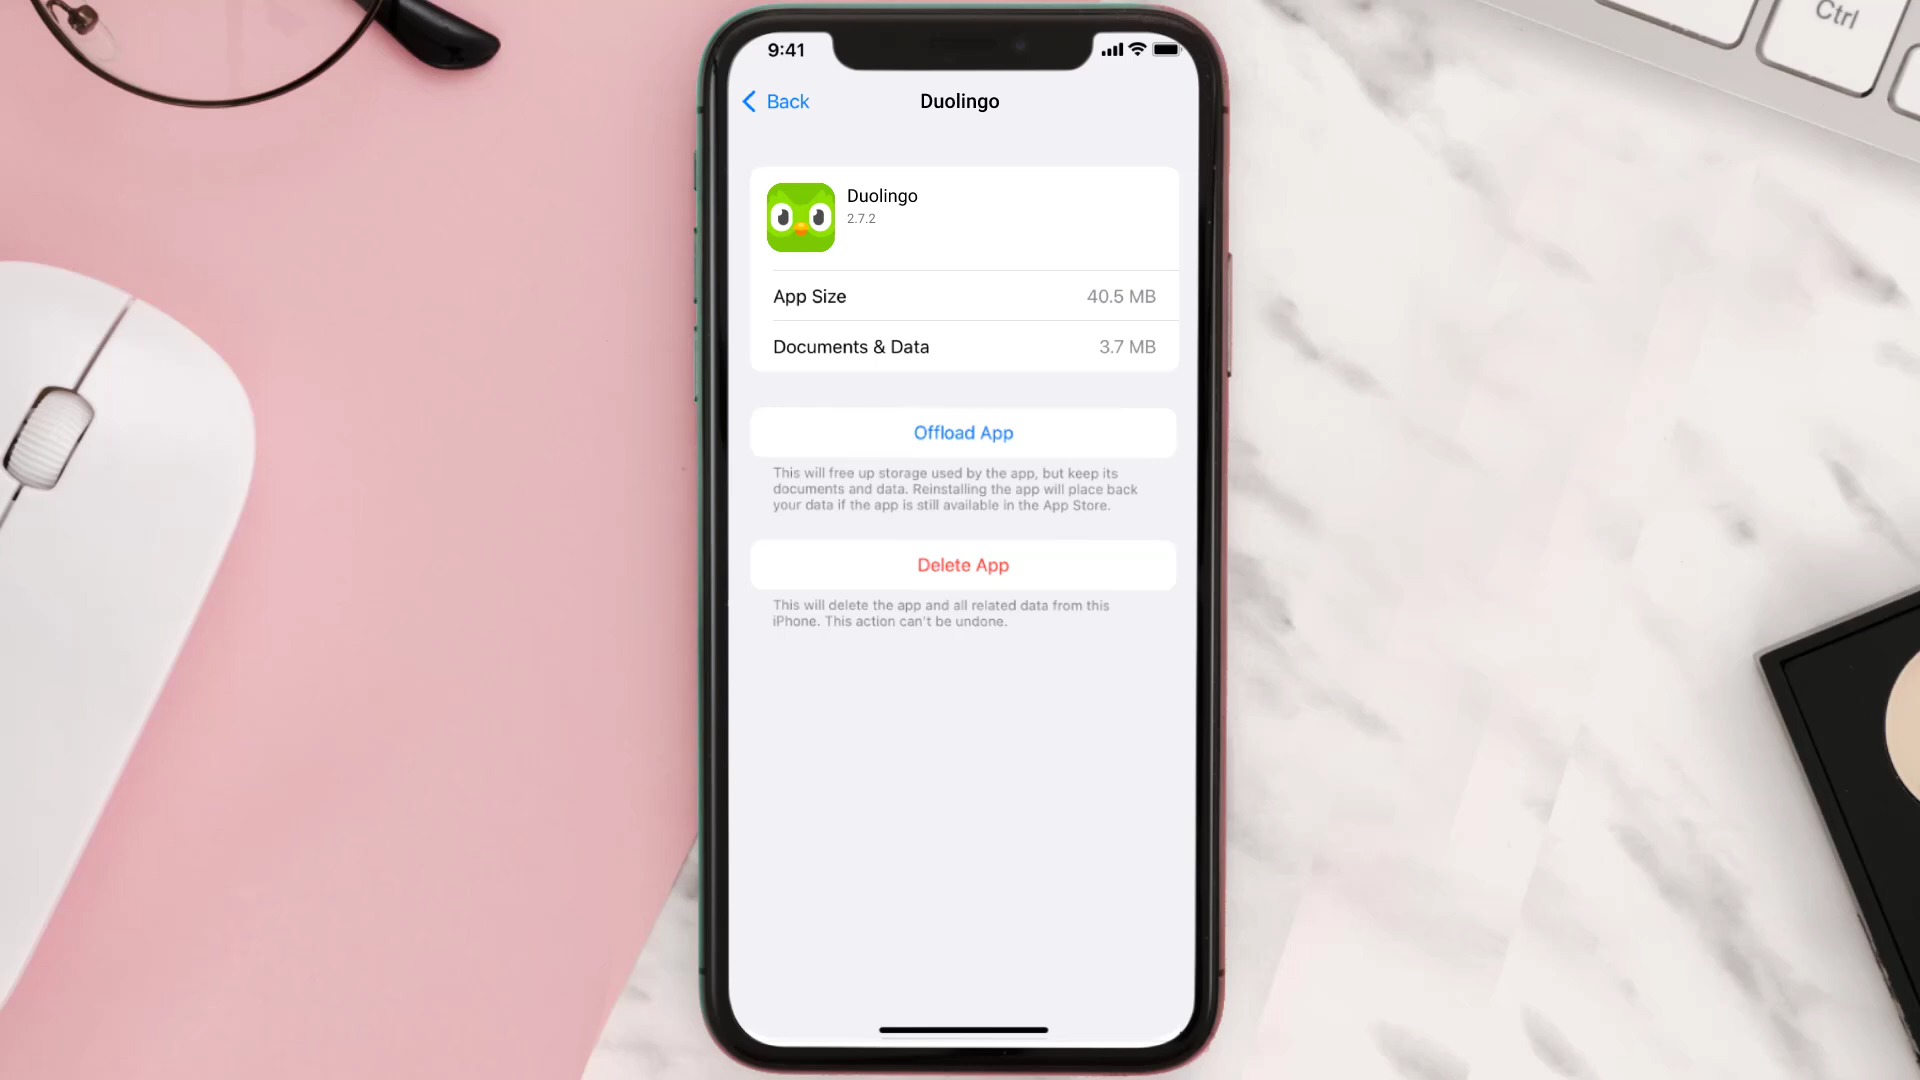 Ctrl
9:41
Back
Duolingo
Duolingo
2.7.2
App Size 40.5 MB
Documents & Data 3.7 MB
Offload App
This will free up storage used by the app, but keep its
documents and data. Reinstalling the app will place back
your data if the app is still available in the App Store.
Delete App
This will delete the app and all related data from this
iPhone. This action can't be undone.